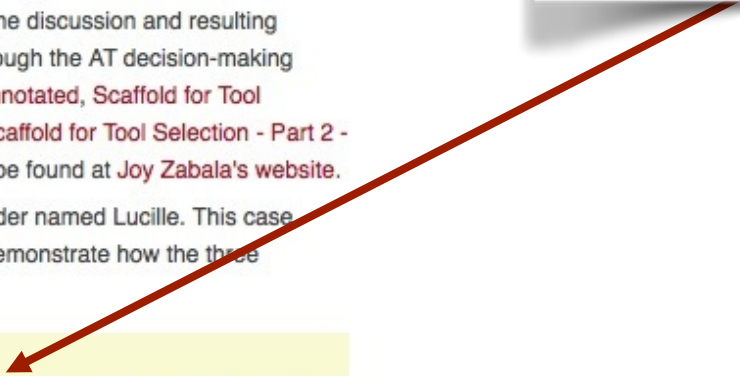 he discussion and resulting
ough the AT decision-making
nnotated, Scaffold for Tool
caffold for Tool Selection - Part 2 -
be found at Joy Zabala's website.
der named Lucille. This case
emonstrate how the three